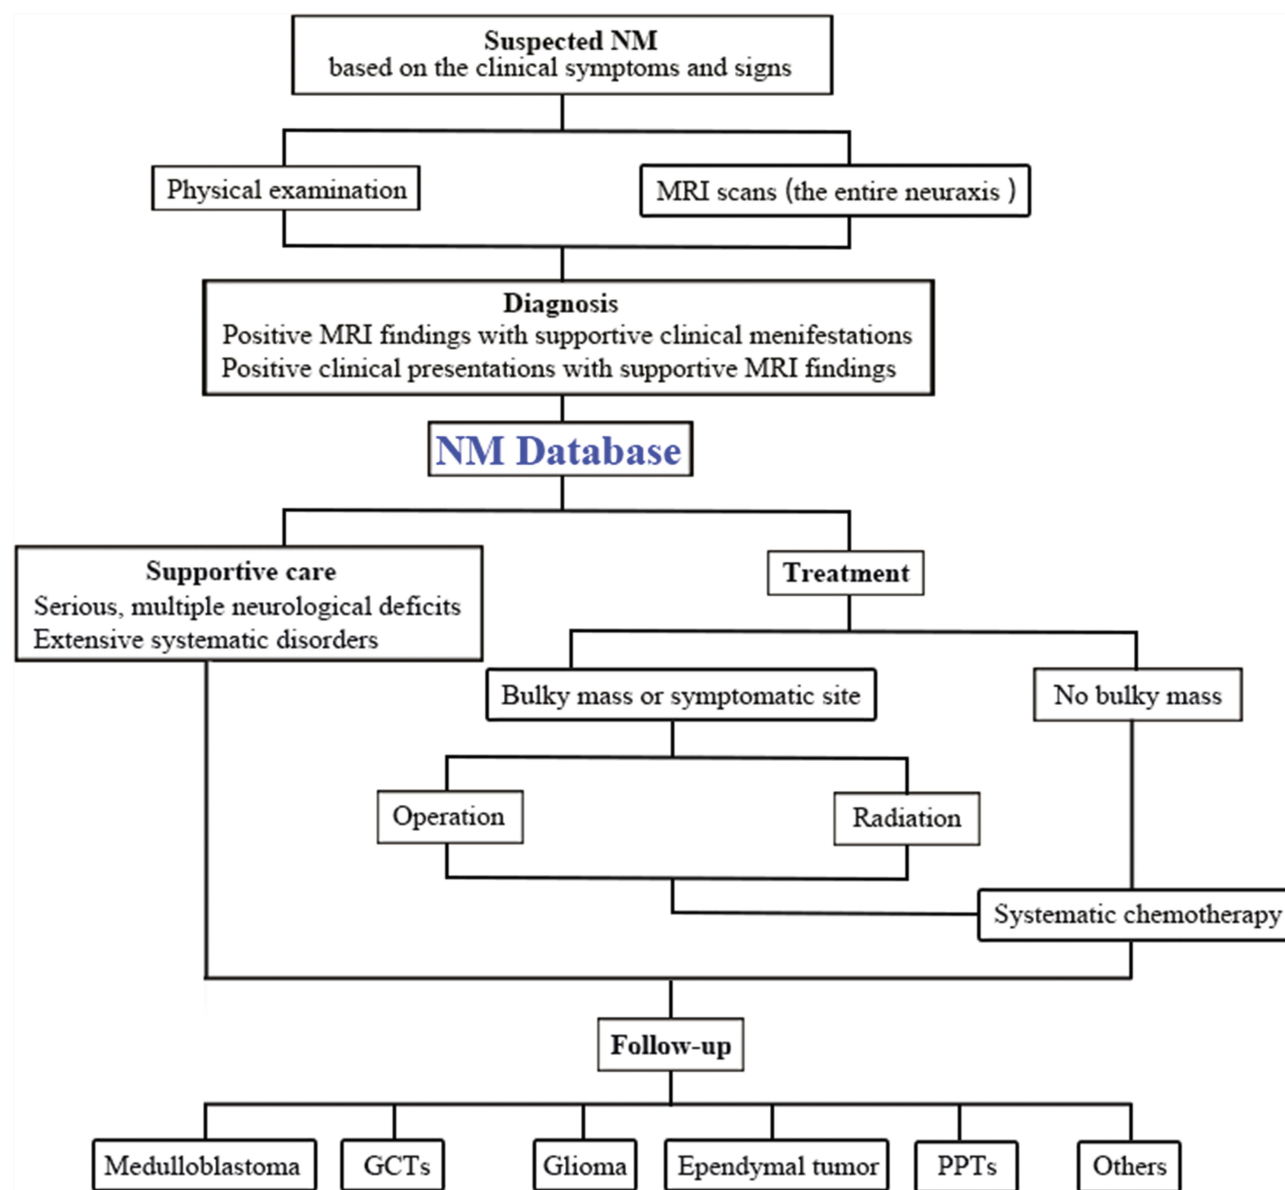 Suspected NM
based on the clinical symptoms and signs
Physical examination
MRI scans (the entire neuraxis )
Diagnosis
Positive MRI findings with supportive clinical menifestations
Positive clinical presentations with supportive MRI findings
NM Database
Supportive care
Serious, multiple neurological deficits
Extensive systematic disorders
Treatment
Bulky mass or symptomatic site
No bulky mass
Operation
Radiation
Systematic chemotherapy
Follow-up
Medulloblastoma
GCTs
Glioma
Ependymal tumor
PPTs
Others